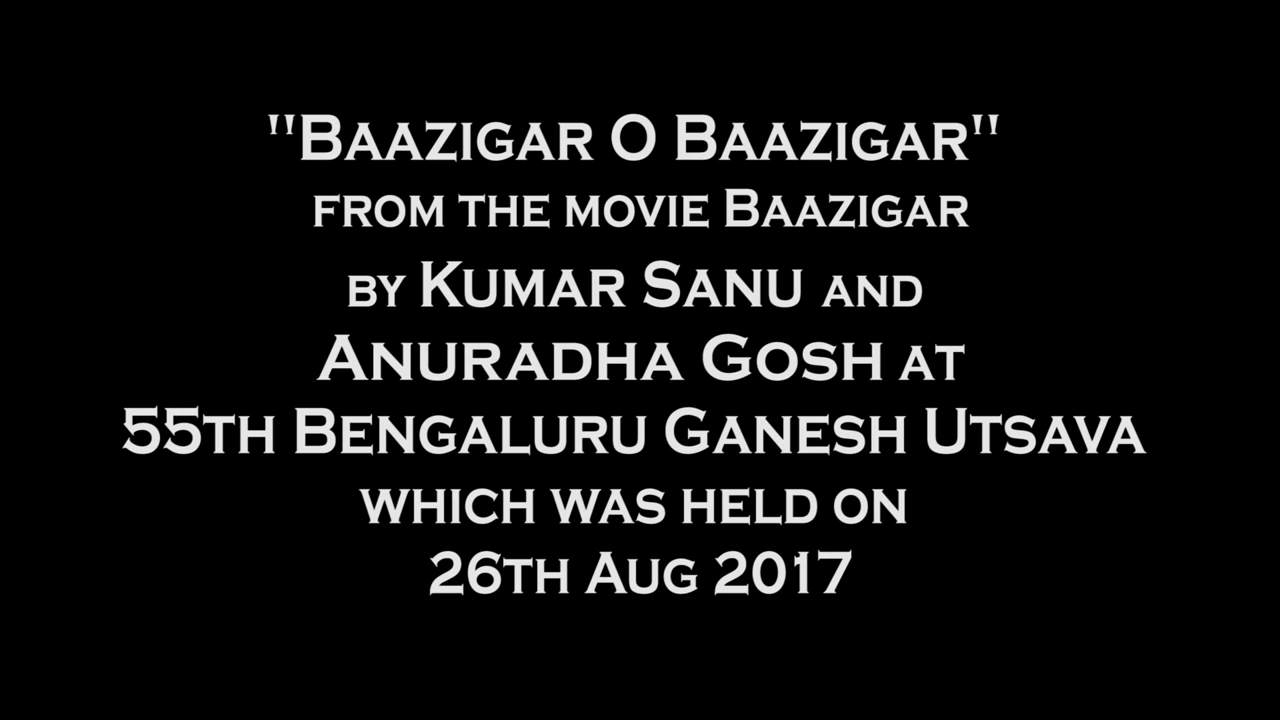 "Baazigar O Baazigar"
from the movie Baazigar
by Kumar Sanu and
Anuradha Gosh at
55th Bengaluru Ganesh Utsava
which was held on
26th Aug 2017